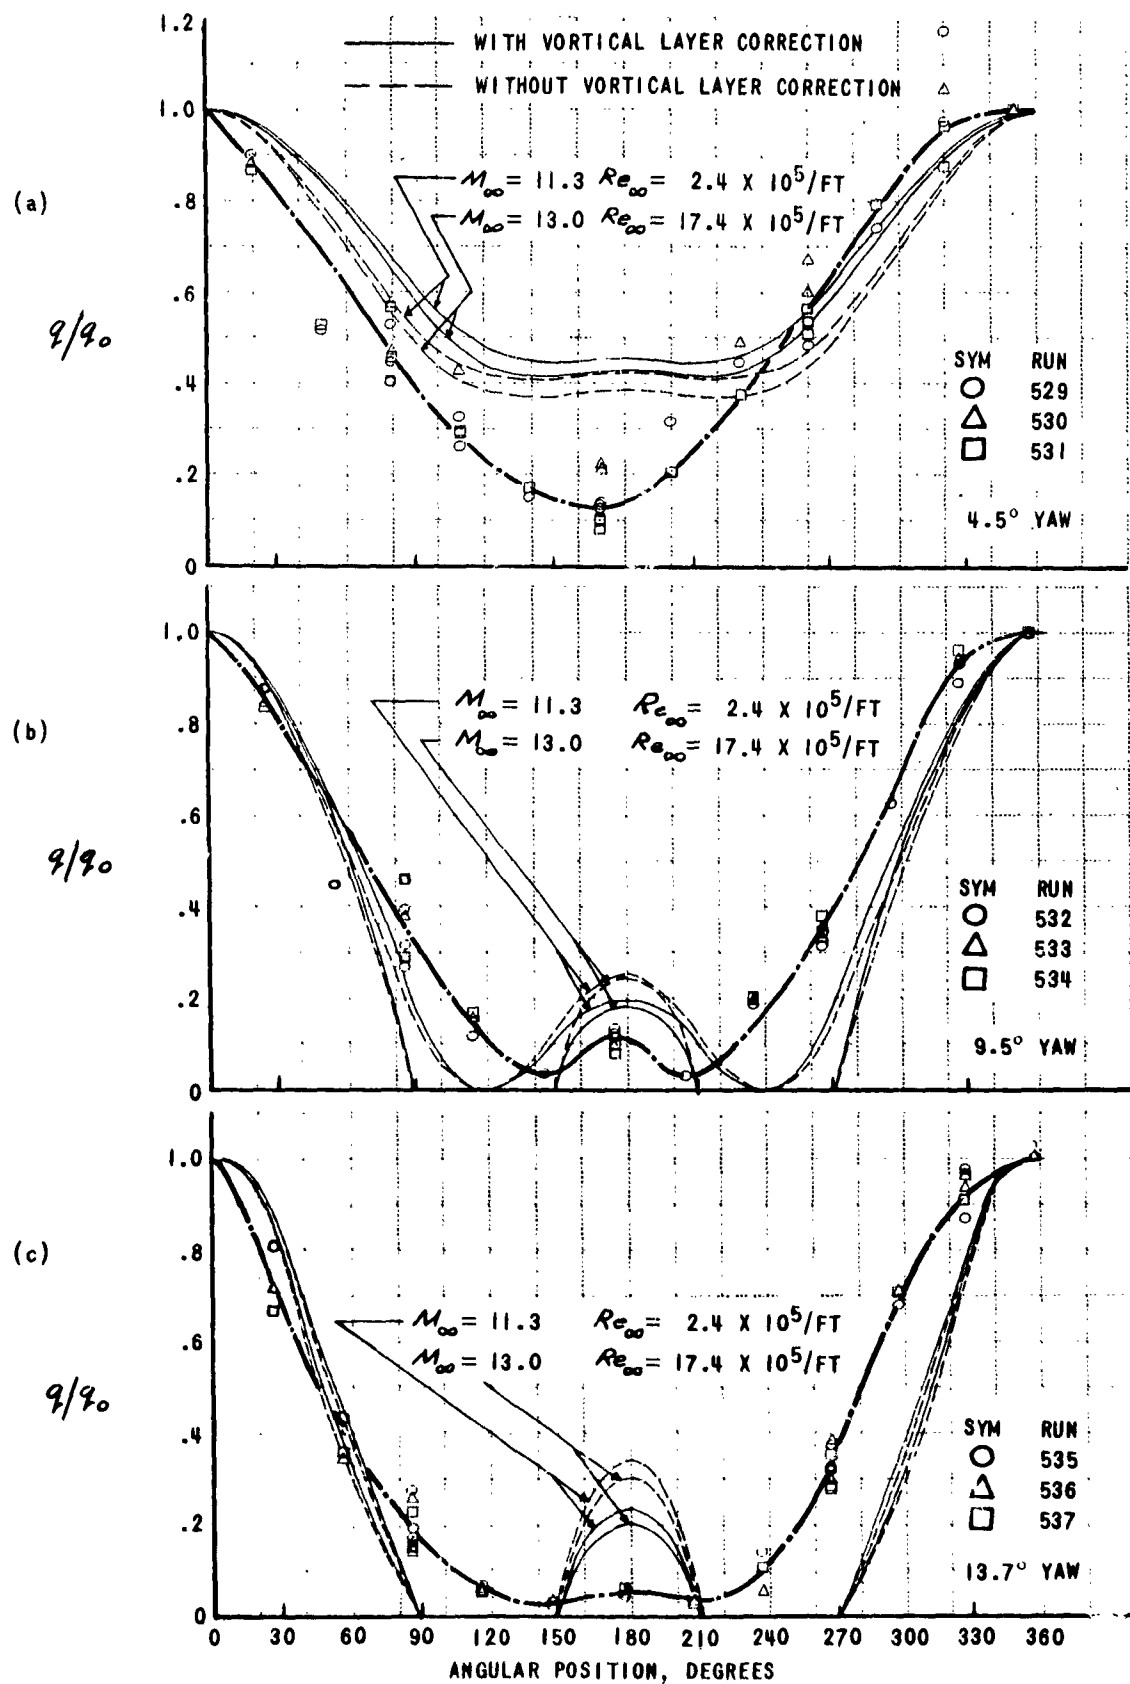 1.2
WITH VORTICAL LAYER CORRECTION
WITHOUT VORTICAL LAYER CORRECTION
1.0
(a)
M∞ = 11.3 Re∞ = 2.4 X 10⁵/FT
.8
M∞ = 13.0 Re∞ = 17.4 X 10⁵/FT
.6
q/q₀
SYM RUN
.4
529
530
531
.2
4.5° YAW
0
1.0
M∞ = 11.3 Re∞ = 2.4 X 10⁵/FT
(b)
M∞ = 13.0 Re∞ = 17.4 X 10⁵/FT
.8
.6
q/q₀
SYM RUN
.4
532
533
534
.2
9.5° YAW
0
1.0
(c)
.8
M∞ = 11.3 Re∞ = 2.4 X 10⁵/FT
M∞ = 13.0 Re∞ = 17.4 X 10⁵/FT
.6
q/q₀
SYM RUN
.4
535
536
537
.2
13.7° YAW
0
0 30 60 90 120 150 180 210 240 270 300 330 360
ANGULAR POSITION, DEGREES